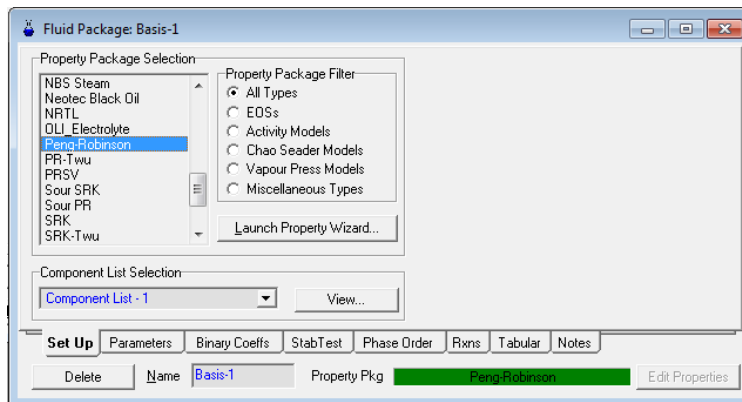 Fluid Package: Basis-1
Property Package Selection
NBS Steam
Neotec Black Oil
NRTL
OLI_Electrolyte
Peng-Robinson
PR-Twu
PRSV
Sour SRK
Sour PR
SRK
SRK-Twu
Property Package Filter
All Types
EOSs
Activity Models
Chao Seader Models
Vapour Press Models
Miscellaneous Types
Launch Property Wizard...
Component List Selection
Component List - 1
View...
Set Up Parameters Binary Coeffs StabTest Phase Order Rxns Tabular Notes
Delete Name Basis-1 Property Pkg Peng-Robinson Edit Properties